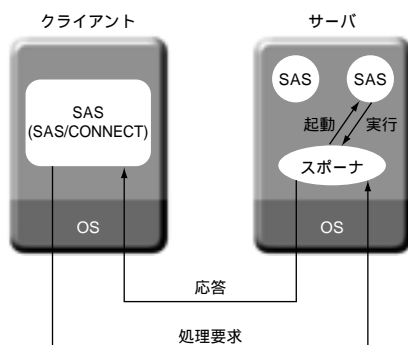 クライアント
サーバ
SAS
(SAS/CONNECT)
SAS
SAS
起動
実行
スポーナ
OS
OS
応答
処理要求